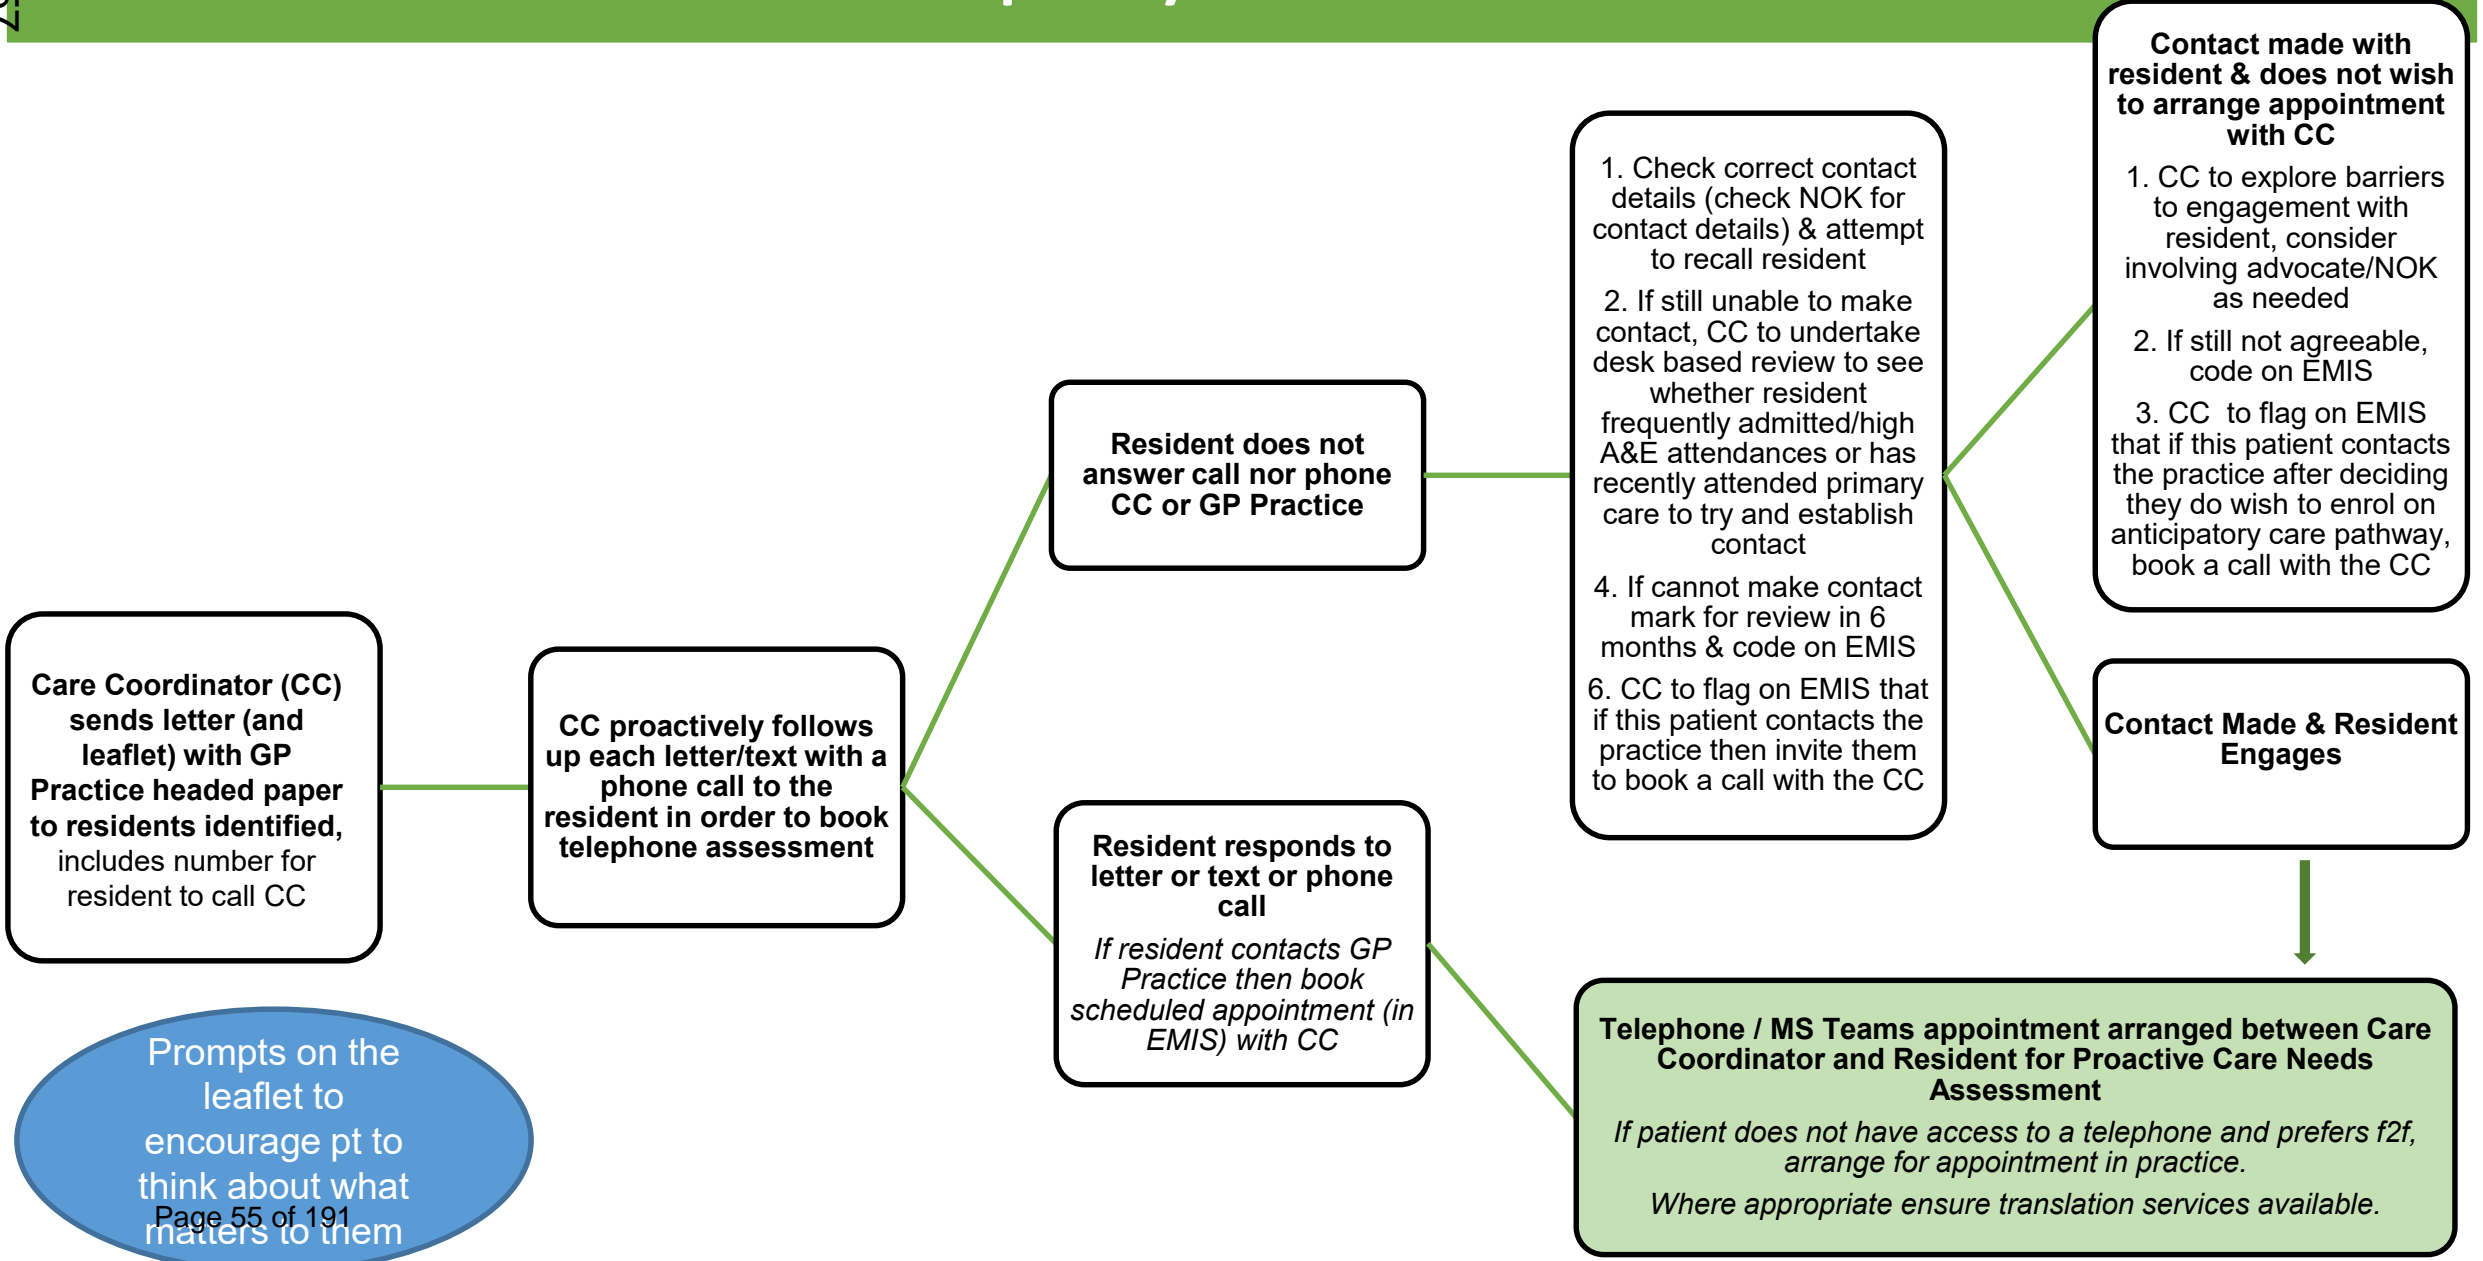 Care Coordinator (CC)
sends letter (and
leaflet) with GP
Practice headed paper
to residents identified,
includes number for
resident to call CC
Prompts on the
leaflet to
encourage pt to
think about what
matters to them
Page 55 of 191
CC proactively follows
up each letter/text with a
phone call to the
resident in order to book
telephone assessment
Resident does not
answer call nor phone
CC or GP Practice
Resident responds to
letter or text or phone
call
If resident contacts GP
Practice then book
scheduled appointment (in
EMIS) with CC
1. Check correct contact
details (check NOK for
contact details) & attempt
to recall resident
2. If still unable to make
contact, CC to undertake
desk based review to see
whether resident
frequently admitted/high
A&E attendances or has
recently attended primary
care to try and establish
contact
4. If cannot make contact
mark for review in 6
months & code on EMIS
6. CC to flag on EMIS that
if this patient contacts the
practice then invite them
to book a call with the CC
Contact made with
resident & does not wish
to arrange appointment
with CC
1. CC to explore barriers
to engagement with
resident, consider
involving advocate/NOK
as needed
2. If still not agreeable,
code on EMIS
3. CC to flag on EMIS
that if this patient contacts
the practice after deciding
they do wish to enrol on
anticipatory care pathway,
book a call with the CC
Contact Made & Resident
Engages
Telephone / MS Teams appointment arranged between Care
Coordinator and Resident for Proactive Care Needs
Assessment
If patient does not have access to a telephone and prefers f2f,
arrange for appointment in practice.
Where appropriate ensure translation services available.